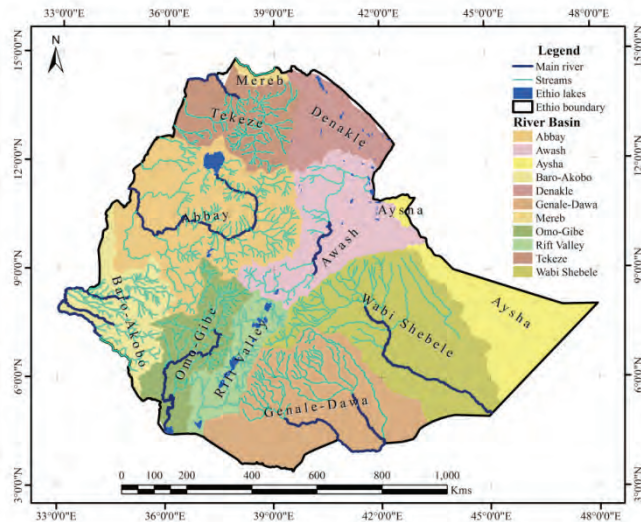 33°0'0"E 36°0'0"E 39°0'0"E 42°0'0"E 45°0'0"E 48°0'0"E
15°0'0"N
12°0'0"N
9°0'0"N
6°0'0"N
3°0'0"N
15°0'0"N
12°0'0"N
9°0'0"N
6°0'0"N
3°0'0"N
N
Legend
Main river
Streams
Ethio lakes
Ethio boundary
River Basin
Abbay
Awash
Aysha
Baro-Akobo
Denakle
Genale-Dawa
Mereb
Omo-Gibe
Rift Valley
Tekeze
Wabi Shebele
Mereb
Tekeze
Denakle
Abbay
Aysha
Awash
Baro-Akobo
Omo-Gibe
Rift Valley
Wabi Shebele
Aysha
Genale-Dawa
0 100 200 400 600 800 1,000
Kms
33°0'0"E 36°0'0"E 39°0'0"E 42°0'0"E 45°0'0"E 48°0'0"E